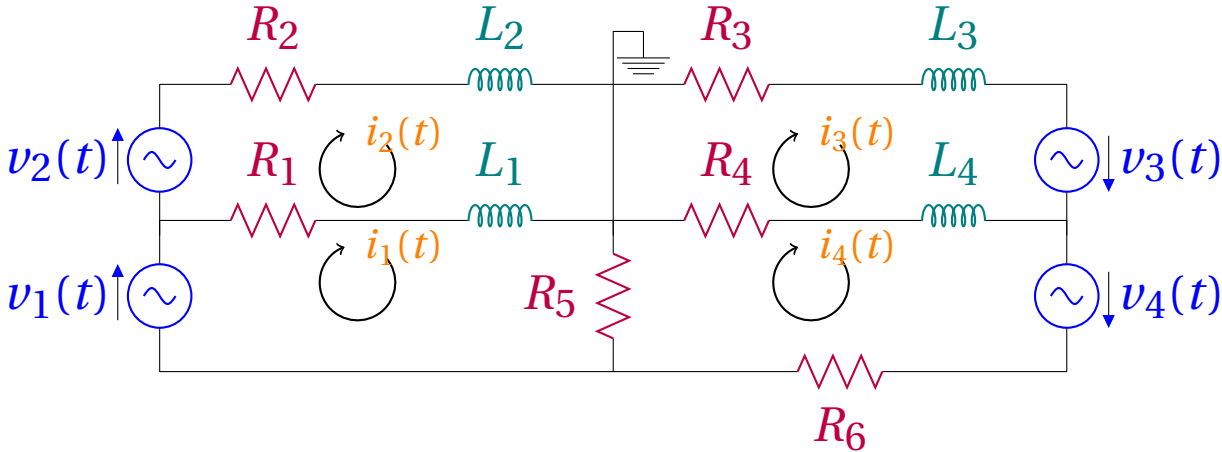 R2 L2 R3 L3
v2(t) i2(t) i3(t) v3(t)
R1 L1 R4 L4
i1(t) i4(t)
v1(t) R5 v4(t)
R6